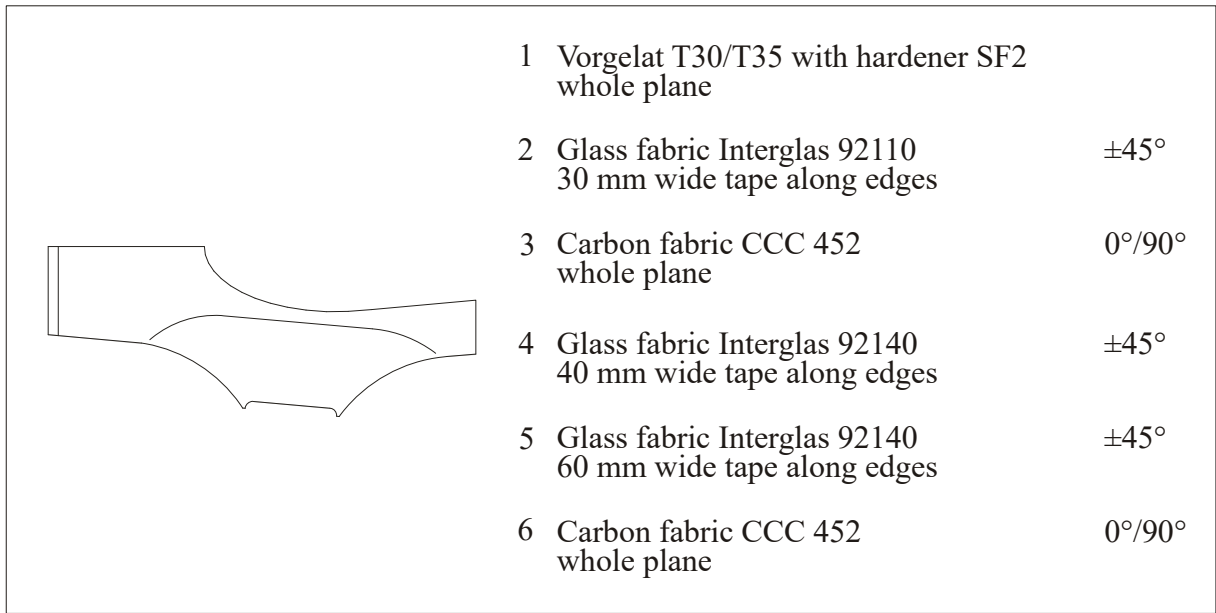 1 Vorgelat T30/T35 with hardener SF2
whole plane
2 Glass fabric Interglas 92110 ±45°
30 mm wide tape along edges
3 Carbon fabric CCC 452 0°/90°
whole plane
4 Glass fabric Interglas 92140 ±45°
40 mm wide tape along edges
5 Glass fabric Interglas 92140 ±45°
60 mm wide tape along edges
6 Carbon fabric CCC 452 0°/90°
whole plane